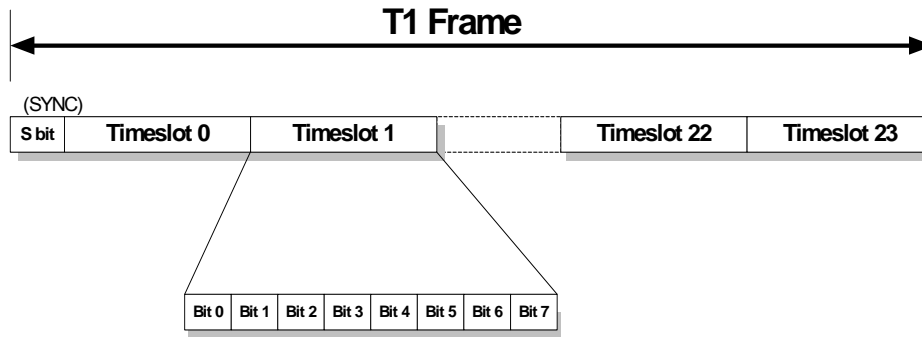 T1 Frame
(SYNC)
S bit Timeslot 0 Timeslot 1 Timeslot 22 Timeslot 23
Bit 0 Bit 1 Bit 2 Bit 3 Bit 4 Bit 5 Bit 6 Bit 7